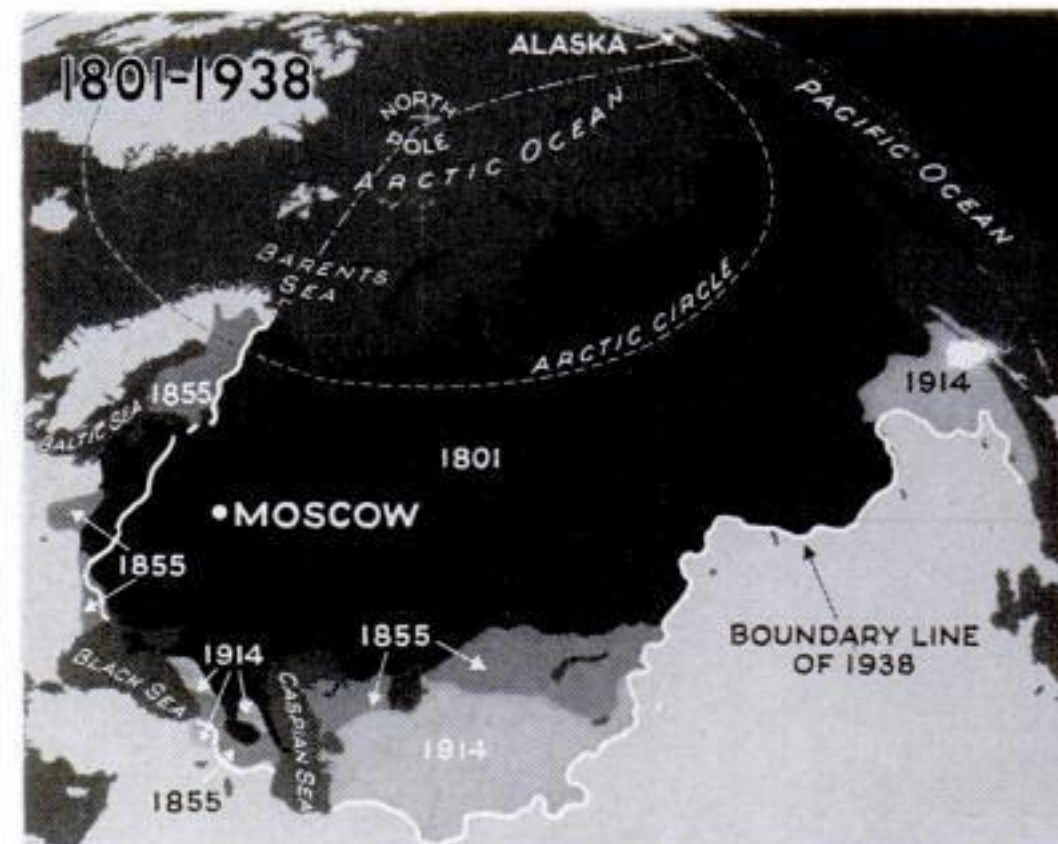 1801-1938
ALASKA
NORTH
POLE
ARCTIC OCEAN
PACIFIC OCEAN
BARENTS
SEA
ARCTIC CIRCLE
1855
BALTIC SEA
1914
1801
MOSCOW
1855
1855
1914
BLACK SEA
CASPIAN SEA
BOUNDARY LINE
OF 1938
1914
1855